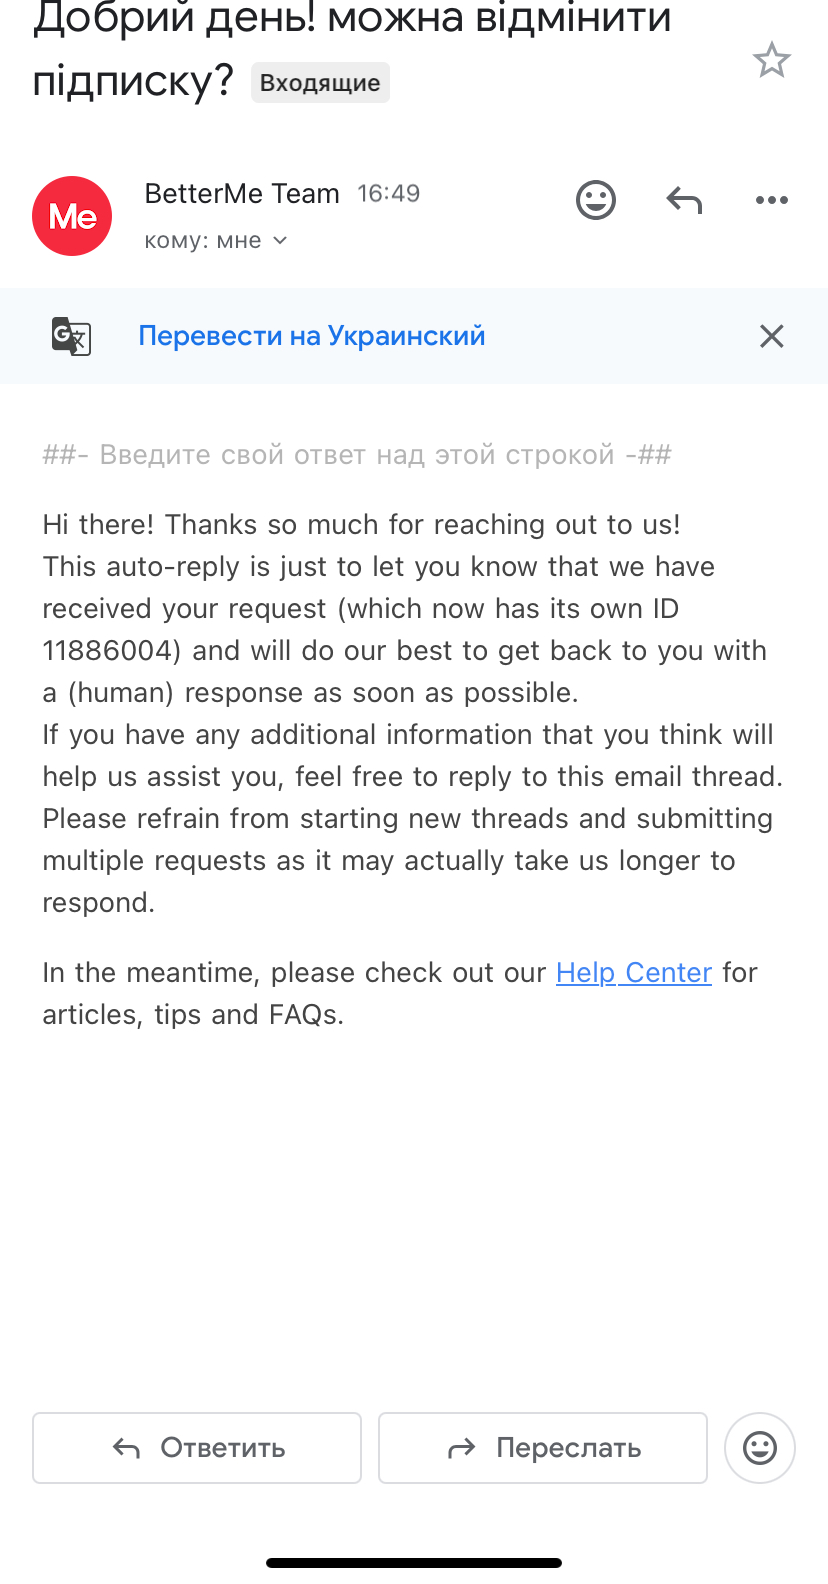 Добрий день! можна відмінити
підписку? Входящие
Me
BetterMe Team 16:49
кому: мне
G 文
Перевести на Украинский
##- Введите свой ответ над этой строкой -##
Hi there! Thanks so much for reaching out to us!
This auto-reply is just to let you know that we have
received your request (which now has its own ID
11886004) and will do our best to get back to you with
a (human) response as soon as possible.
If you have any additional information that you think will
help us assist you, feel free to reply to this email thread.
Please refrain from starting new threads and submitting
multiple requests as it may actually take us longer to
respond.
In the meantime, please check out our Help Center for
articles, tips and FAQs.
Ответить
Переслать